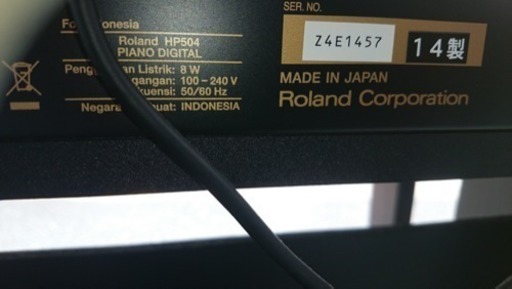 SER. NO.
Z4E1457
14製
MADE IN JAPAN
Roland Corporation
Roland HP504
PIANO DIGITAL
Listrik: 8 W
100 – 240 V
50/60 Hz
Negara INDONESIA